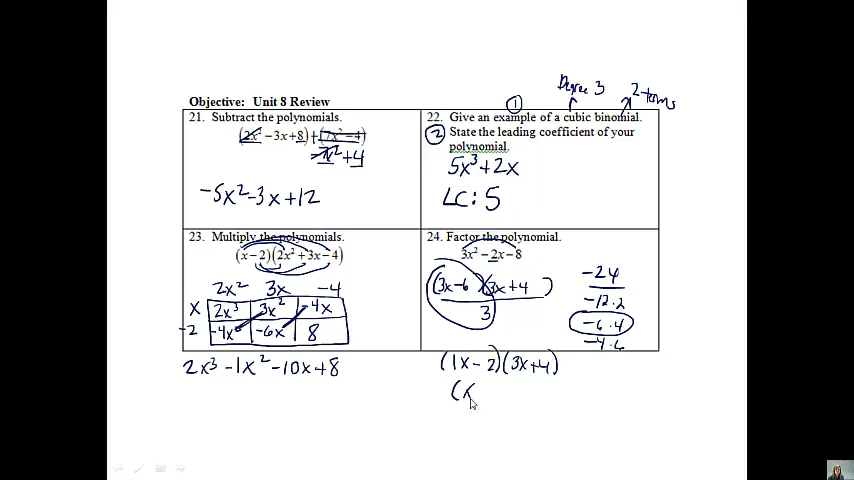 Degree 3
2 terms
Objective: Unit 8 Review
①
21. Subtract the polynomials.
(2x² - 3x + 8) + (7x² - 4)
-7x² + 4
-5x² - 3x + 12
22. Give an example of a cubic binomial.
② State the leading coefficient of your
polynomial.
5x³ + 2x
LC: 5
23. Multiply the polynomials.
(x - 2)(2x² + 3x - 4)
2x² 3x -4
x 2x³ 3x² -4x
-2 -4x² -6x 8
2x³ - 1x² - 10x + 8
24. Factor the polynomial.
3x² - 2x - 8
(3x - 6)(3x + 4)
3
-24
-12 · 2
-6 · 4
-4 · 6
(1x - 2)(3x + 4)
(x